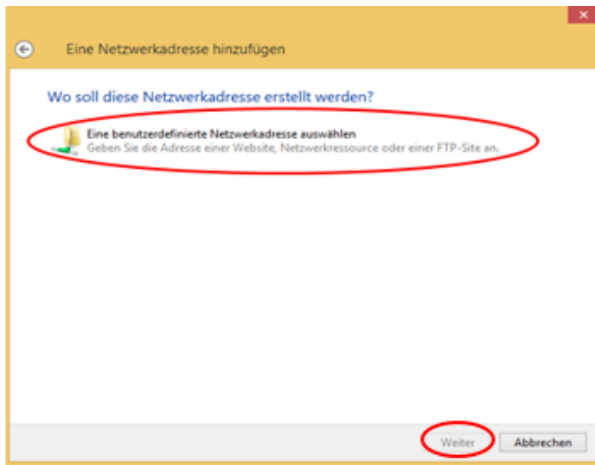 Eine Netzwerkadresse hinzufügen
Wo soll diese Netzwerkadresse erstellt werden?
Eine benutzerdefinierte Netzwerkadresse auswählen
Geben Sie die Adresse einer Website, Netzwerkressource oder einer FTP-Site an.
Weiter
Abbrechen